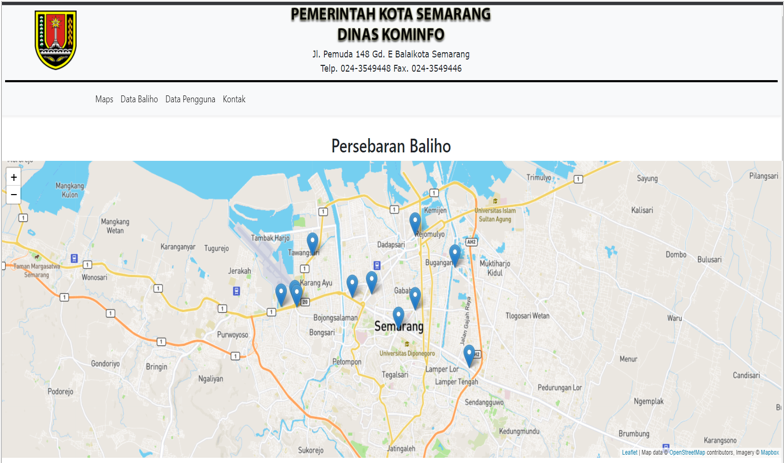 PEMERINTAH KOTA SEMARANG
DINAS KOMINFO
Jl. Pemuda 148 Gd. E Balaikota Semarang
Telp. 024-3549448 Fax. 024-3549446
Maps Data Baliho Data Pengguna Kontak
Persebaran Baliho
+
−
Trimulyo
Sayung
Pilangsari
Mangkang
Kulon
1
1
1
Kemijen
Universitas Islam
Sultan Agung
Kalisari
Mangkang
Wetan
Tambak Harjo
Rejomulyo
Karanganyar
Tugurejo
Tawangsari
Dadapsari
AH2
Dombo
Bulusari
Taman Margasatwa
Semarang
Wonosari
Jerakah
Bugangan
Muktiharjo
Kidul
Karang Ayu
Gabah
Bojongsalaman
Semarang
Jalan Gajah Raya
Tlogosari Wetan
Waru
Purwoyoso
Bongsari
Universitas Diponegoro
Gondoriyo
Bringin
Petompon
Lamper Lor
Menur
Podorejo
Ngaliyan
Tegalsari
Lamper Tengah
Pedurungan Lor
Candisari
Sendangguwo
Ngemplak
Kedungmundu
Brumbung
Karangsono
Sukorejo
Jatingaleh
Leaflet | Map data © OpenStreetMap contributors, Imagery © Mapbox